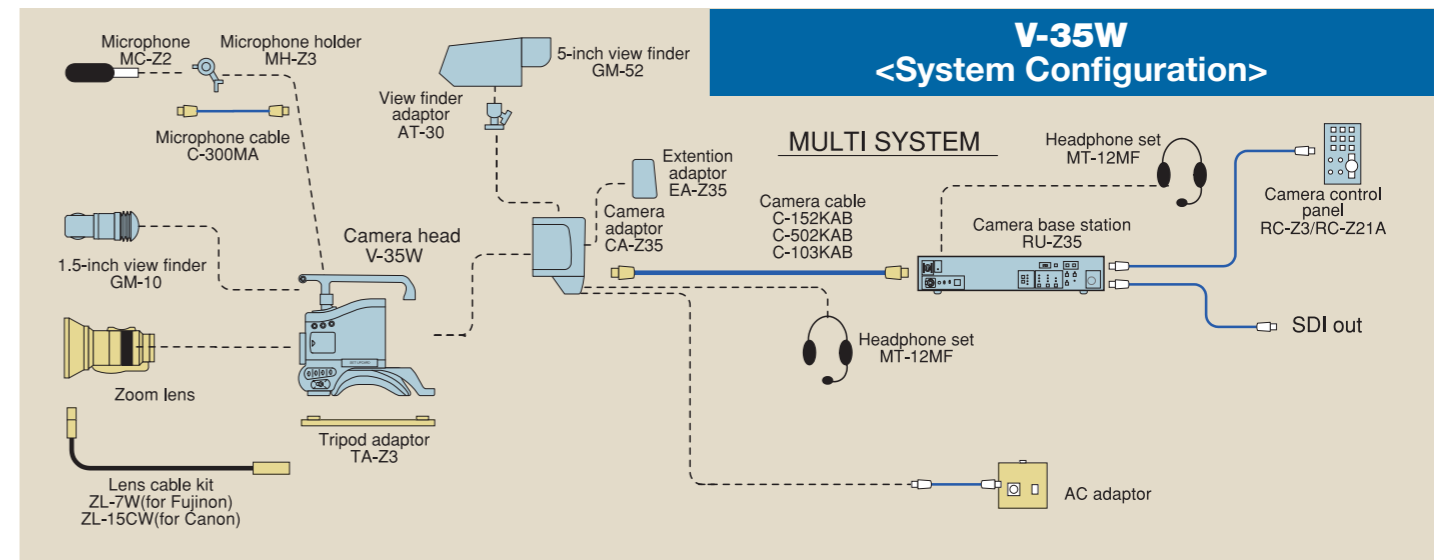 V-35W
<System Configuration>
Microphone
MC-Z2
Microphone holder
MH-Z3
Microphone cable
C-300MA
5-inch view finder
GM-52
View finder
adaptor
AT-30
MULTI SYSTEM
Extention
adaptor
EA-Z35
Camera
adaptor
CA-Z35
Camera cable
C-152KAB
C-502KAB
C-103KAB
Headphone set
MT-12MF
Camera base station
RU-Z35
Camera control
panel
RC-Z3/RC-Z21A
1.5-inch view finder
GM-10
Camera head
V-35W
SDI out
Headphone set
MT-12MF
Zoom lens
Tripod adaptor
TA-Z3
Lens cable kit
ZL-7W(for Fujinon)
ZL-15CW(for Canon)
AC adaptor